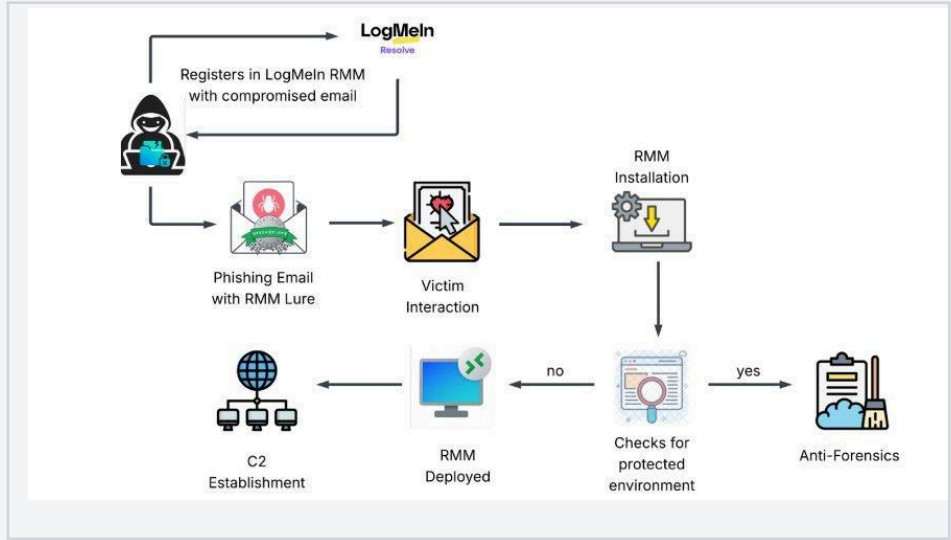 LogMeIn
Resolve
Registers in LogMeIn RMM
with compromised email
RMM
Installation
Phishing Email
with RMM Lure
Victim
Interaction
no
yes
C2
Establishment
RMM
Deployed
Checks for
protected
environment
Anti-Forensics